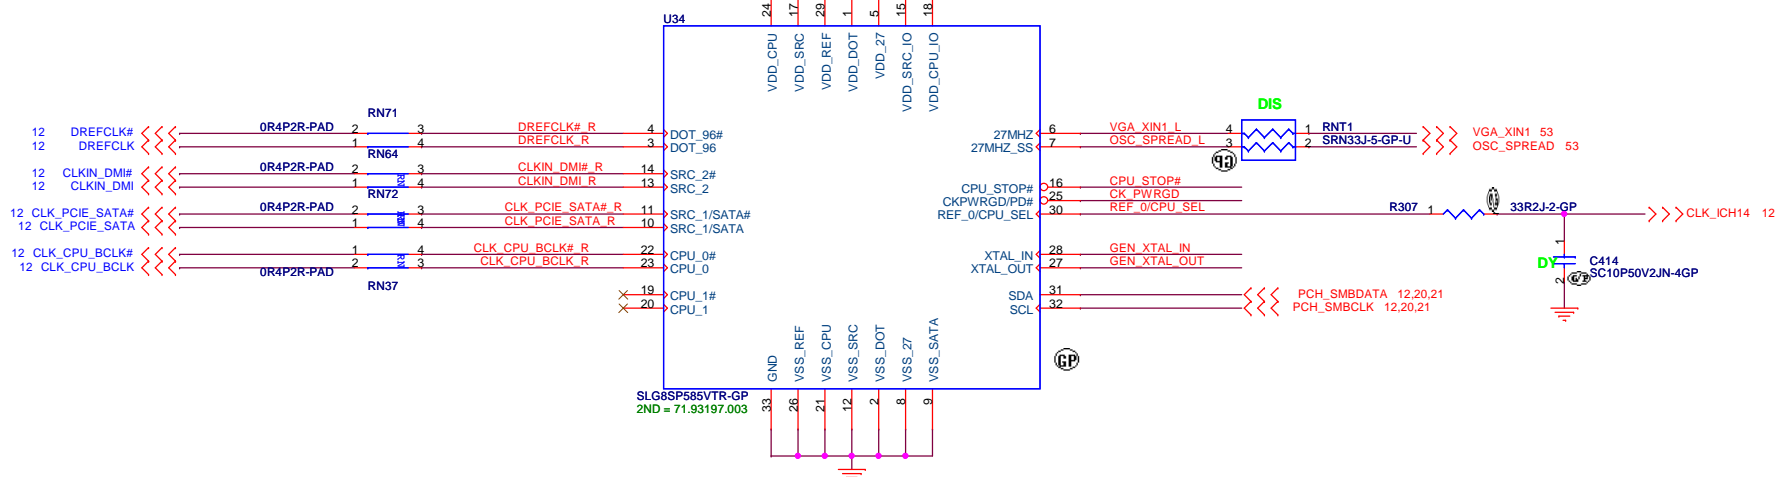 24 17 29 1 5 15 18
U34
VDD_CPU
VDD_SRC
VDD_REF
VDD_DOT
VDD_27
VDD_SRC_IO
VDD_CPU_IO
RN71
12 DREFCLK# 0R4P2R-PAD 2 3 DREFCLK#_R 4 DOT_96#
12 DREFCLK 1 4 DREFCLK_R 3 DOT_96
RN64
12 CLKIN_DMI# 0R4P2R-PAD 2 3 CLKIN_DMI#_R 14 SRC_2#
12 CLKIN_DMI 1 4 CLKIN_DMI_R 13 SRC_2
RN72
12 CLK_PCIE_SATA# 0R4P2R-PAD 2 3 CLK_PCIE_SATA#_R 11 SRC_1/SATA#
12 CLK_PCIE_SATA 1 4 CLK_PCIE_SATA_R 10 SRC_1/SATA
12 CLK_CPU_BCLK# 1 4 CLK_CPU_BCLK#_R 22 CPU_0#
12 CLK_CPU_BCLK 2 3 CLK_CPU_BCLK_R 23 CPU_0
0R4P2R-PAD
RN37
19 CPU_1#
20 CPU_1
DIS
27MHZ 6 VGA_XIN1_L 4 1 RNT1 VGA_XIN1 53
27MHZ_SS 7 OSC_SPREAD_L 3 2 SRN33J-5-GP-U OSC_SPREAD 53
CPU_STOP# 16 CPU_STOP#
CKPWRGD/PD# 25 CK_PWRGD
REF_0/CPU_SEL 30 REF_0/CPU_SEL R307 1 33R2J-2-GP CLK_ICH14 12
XTAL_IN 28 GEN_XTAL_IN
XTAL_OUT 27 GEN_XTAL_OUT
1
DY C414
SC10P50V2JN-4GP
2
SDA 31 PCH_SMBDATA 12,20,21
SCL 32 PCH_SMBCLK 12,20,21
GP
GND
VSS_REF
VSS_CPU
VSS_SRC
VSS_DOT
VSS_27
VSS_SATA
SLG8SP585VTR-GP
2ND = 71.93197.003
33 26 21 12 2 8 9